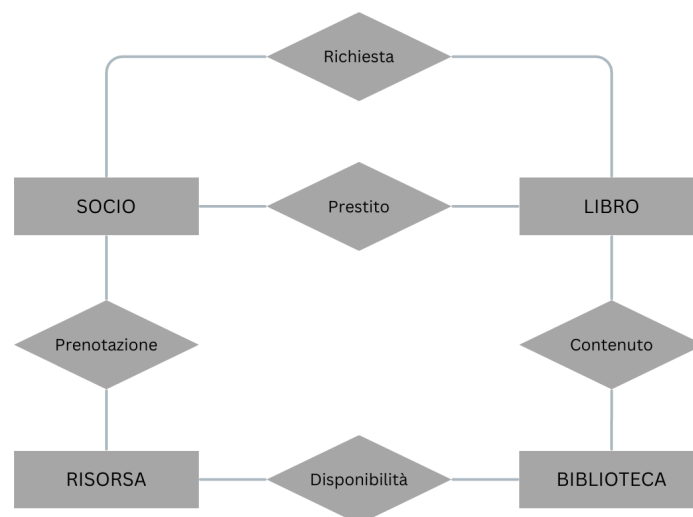 Richiesta
SOCIO
Prestito
LIBRO
Prenotazione
Contenuto
RISORSA
Disponibilità
BIBLIOTECA